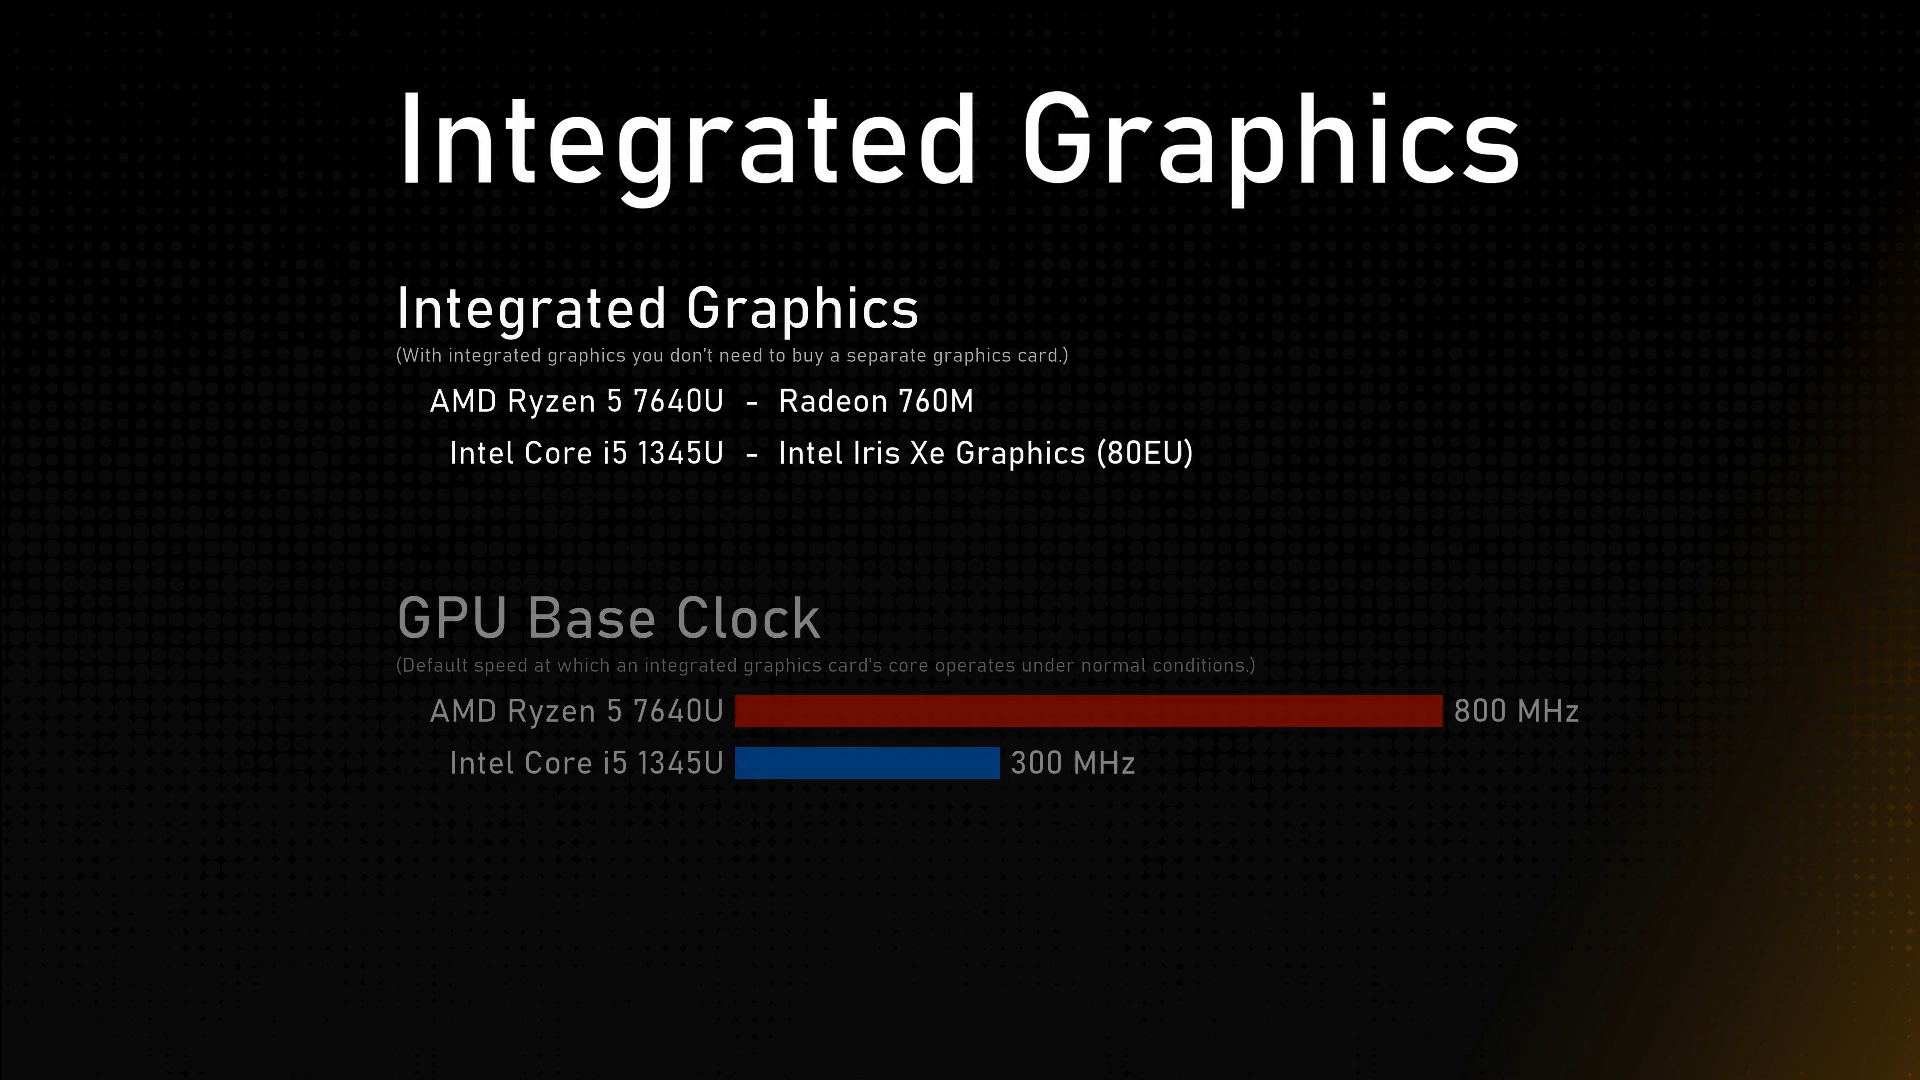 Integrated Graphics
Integrated Graphics
(With integrated graphics you don't need to buy a separate graphics card.)
AMD Ryzen 5 7640U - Radeon 760M
Intel Core i5 1345U - Intel Iris Xe Graphics (80EU)
GPU Base Clock
(Default speed at which an integrated graphics card's core operates under normal conditions.)
AMD Ryzen 5 7640U 800 MHz
Intel Core i5 1345U 300 MHz